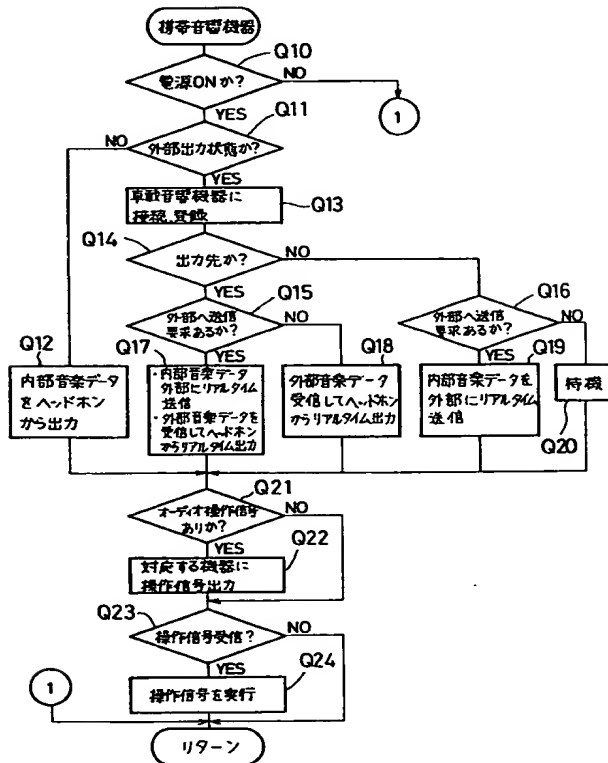 携帯音響機器
Q10
電源ONか?
NO
YES
1
Q11
NO
外部出力状態か?
YES
車載音響機器に
接続、登録
Q13
Q14
出力先か?
NO
YES
Q15
外部へ送信
要求あるか?
NO
YES
Q16
外部へ送信
要求あるか?
NO
YES
Q12
内部音楽データ
をヘッドホン
から出力
Q17
・内部音楽データ
外部にリアルタイム
送信
・外部音楽データを
受信してヘッドホン
からリアルタイム出力
Q18
外部音楽データ
受信してヘッドホン
からリアルタイム出力
Q19
内部音楽データを
外部にリアルタイム
送信
待機
Q20
Q21
オーディオ操作信号
ありか?
NO
YES
Q22
対応する機器に
操作信号出力
Q23
操作信号受信?
NO
YES
Q24
1
操作信号を実行
リターン